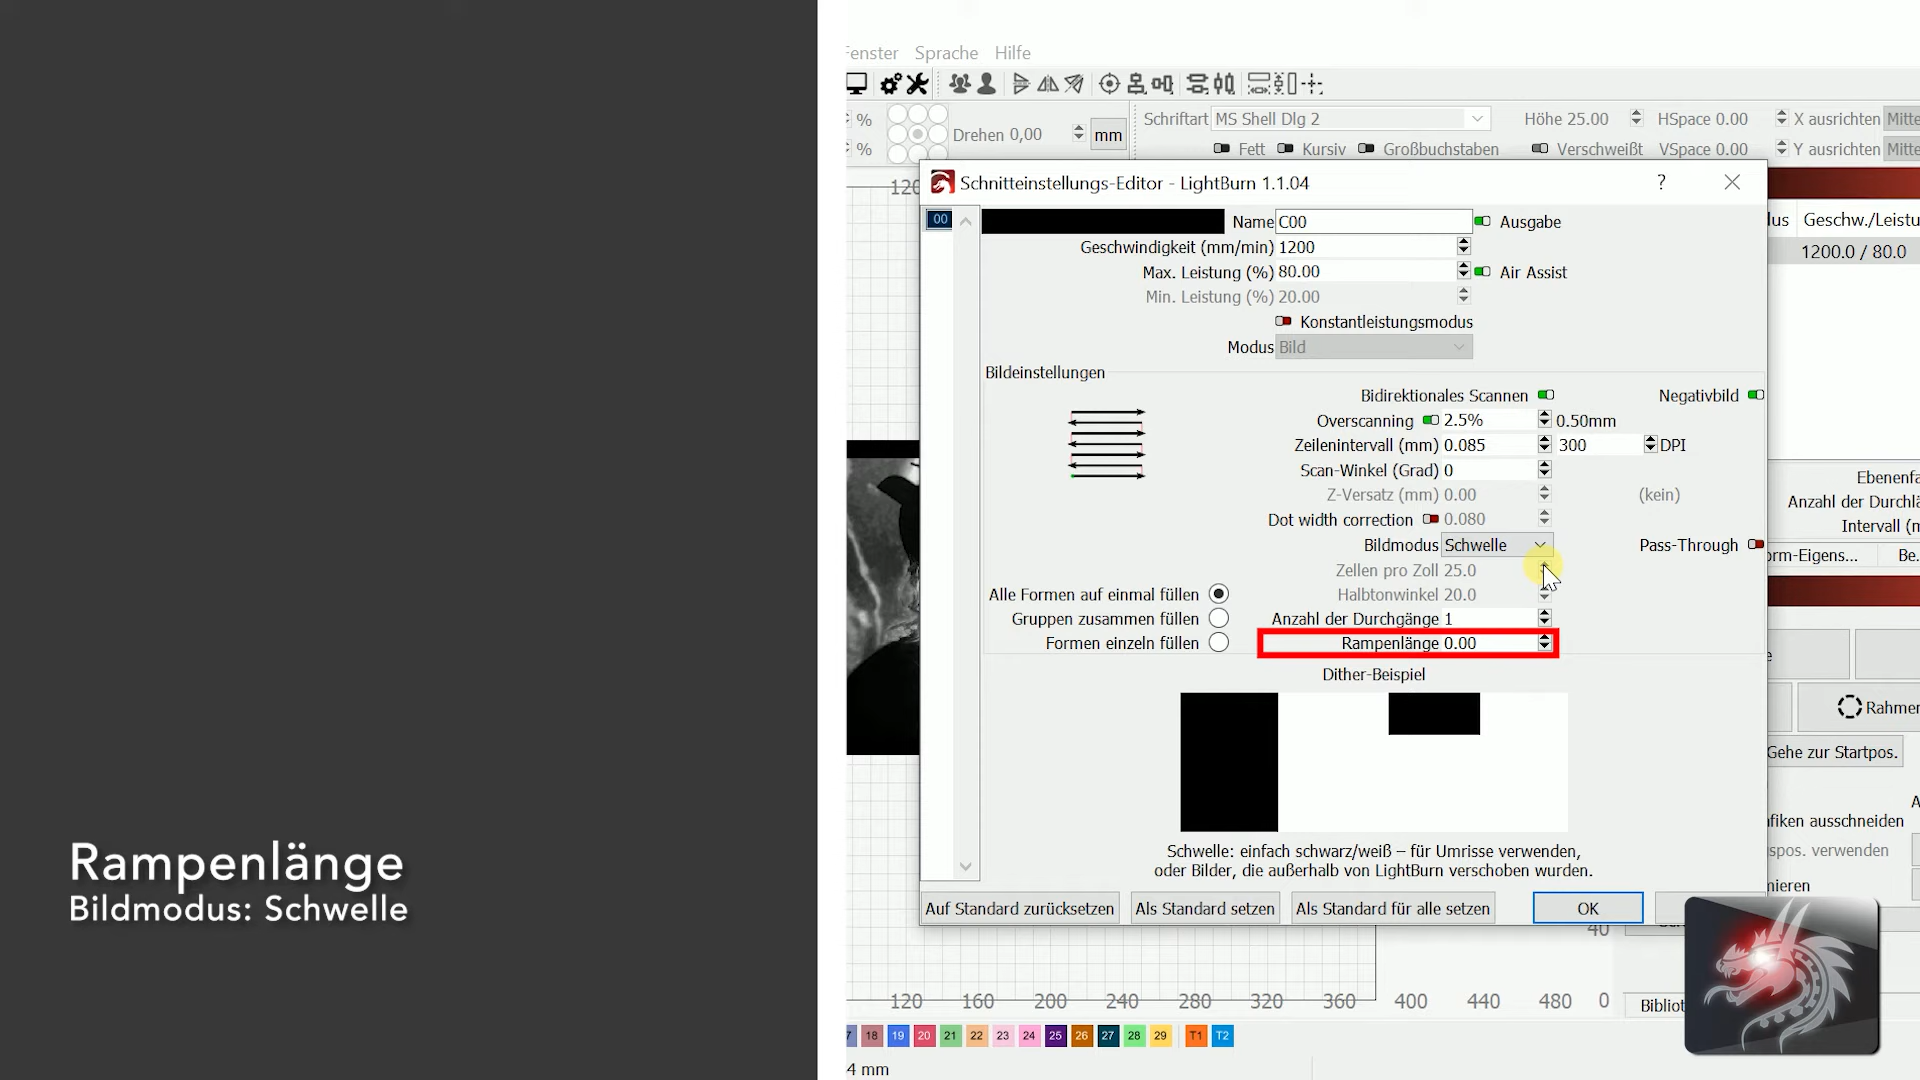 Fenster Sprache Hilfe
%
%
Drehen 0,00
mm
Schriftart MS Shell Dlg 2
Höhe 25.00
HSpace 0.00
X ausrichten Mitte
Fett Kursiv Großbuchstaben
Verschweißt VSpace 0.00
Y ausrichten Mitte
120
Schnitteinstellungs-Editor - LightBurn 1.1.04
?
00
Name C00
Ausgabe
Geschwindigkeit (mm/min) 1200
Max. Leistung (%) 80.00
Air Assist
Min. Leistung (%) 20.00
Konstantleistungsmodus
Modus Bild
Bildeinstellungen
Bidirektionales Scannen
Negativbild
Overscanning 2.5% 0.50mm
Zeilenintervall (mm) 0.085 300 DPI
Scan-Winkel (Grad) 0
Z-Versatz (mm) 0.00 (kein)
Dot width correction 0.080
Bildmodus Schwelle
Pass-Through
Zellen pro Zoll 25.0
Alle Formen auf einmal füllen
Halbtonwinkel 20.0
Gruppen zusammen füllen
Anzahl der Durchgänge 1
Formen einzeln füllen
Rampenlänge 0.00
Dither-Beispiel
Schwelle: einfach schwarz/weiß – für Umrisse verwenden,
oder Bilder, die außerhalb von LightBurn verschoben wurden.
Auf Standard zurücksetzen
Als Standard setzen
Als Standard für alle setzen
OK
Geschw./Leistu
1200.0 / 80.0
Ebenenfa
Anzahl der Durchlä
Intervall (m
orm-Eigens...
Be.
Rahmen
Gehe zur Startpos.
fiken ausschneiden
spos. verwenden
mieren
40
120 160 200 240 280 320 360 400 440 480 0
Bibliot
18 19 20 21 22 23 24 25 26 27 28 29 T1 T2
4 mm
Rampenlänge
Bildmodus: Schwelle